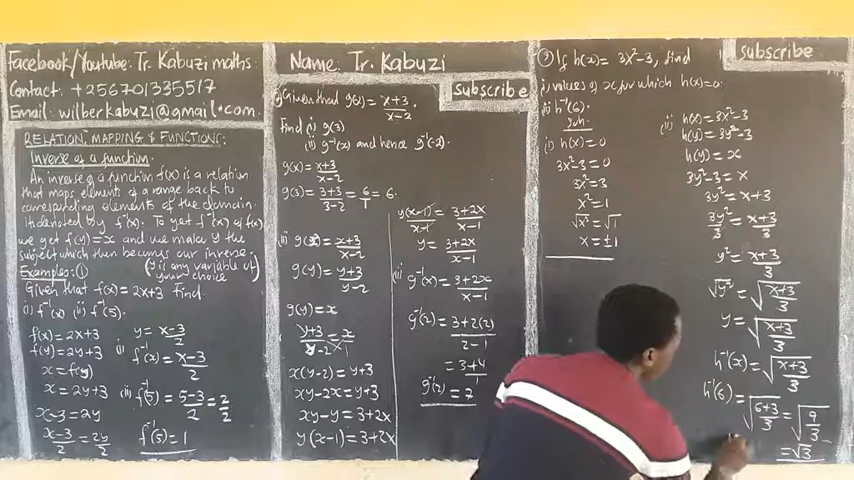 Facebook/Youtube: Tr. Kabuzi maths.
Contact: +256701335517
Email: wilberkabuzi@gmail.com
RELATION, MAPPING & FUNCTIONS:
Inverse of a function.
An inverse of a function f(x) is a relation
that maps elements of a range back to
corresponding elements of the domain.
It denoted by f⁻¹(x). To get f⁻¹(x) of f(x)
we get f(y)=x and we make y the
subject which then becomes our inverse.
Examples: ①
(y is any variable of
your choice
Given that f(x) = 2x+3 Find
(i) f⁻¹(x) (ii) f⁻¹(5)
f(x) = 2x+3
f(y) = 2y+3
x = f(y)
x = 2y+3
x-3 = 2y
x-3/2 = 2y/2
y = x-3/2
(i) f⁻¹(x) = x-3/2
(ii) f⁻¹(5) = 5-3/2 = 2/2
f⁻¹(5) = 1
Name: Tr. Kabuzi
Subscribe
② Given that g(x) = x+3/x-2.
Find (i) g(3)
(ii) g⁻¹(x) and hence g⁻¹(2).
g(x) = x+3/x-2
g(3) = 3+3/3-2 = 6/1 = 6.
(ii) g(x) = x+3/x-2
g(y) = y+3/y-2
g(y) = x
y+3/y-2 = x/1
x(y-2) = y+3
xy-2x = y+3
xy-y = 3+2x
y(x-1) = 3+2x
y(x-1)/x-1 = 3+2x/x-1
y = 3+2x/x-1
(iii) g⁻¹(x) = 3+2x/x-1
g⁻¹(2) = 3+2(2)/2-1
= 3+4/1
g⁻¹(2) = 7
Subscribe
③ If h(x) = 3x²-3, find
i) values of x for which h(x)=0
ii) h⁻¹(6).
Soln.
(i) h(x) = 0
3x²-3 = 0
3x² = 3
x² = 1
√x² = √1
x = ±1
(ii) h(x) = 3x²-3
h(y) = 3y²-3
h(y) = x
3y²-3 = x
3y² = x+3
3y²/3 = (x+3)/3
y² = x+3/3
√y² = √(x+3)/3
y = √(x+3)/3
h⁻¹(x) = √(x+3)/3
h⁻¹(6) = √6+3/3 = √9/3
= √3